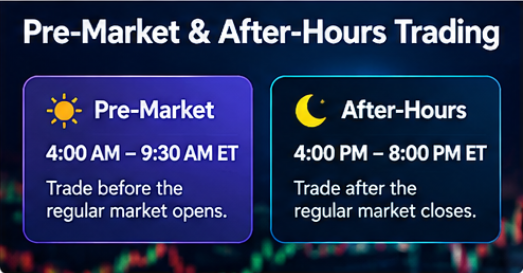 Pre-Market & After-Hours Trading
Pre-Market
4:00 AM – 9:30 AM ET
Trade before the
regular market opens.
After-Hours
4:00 PM – 8:00 PM ET
Trade after the
regular market closes.